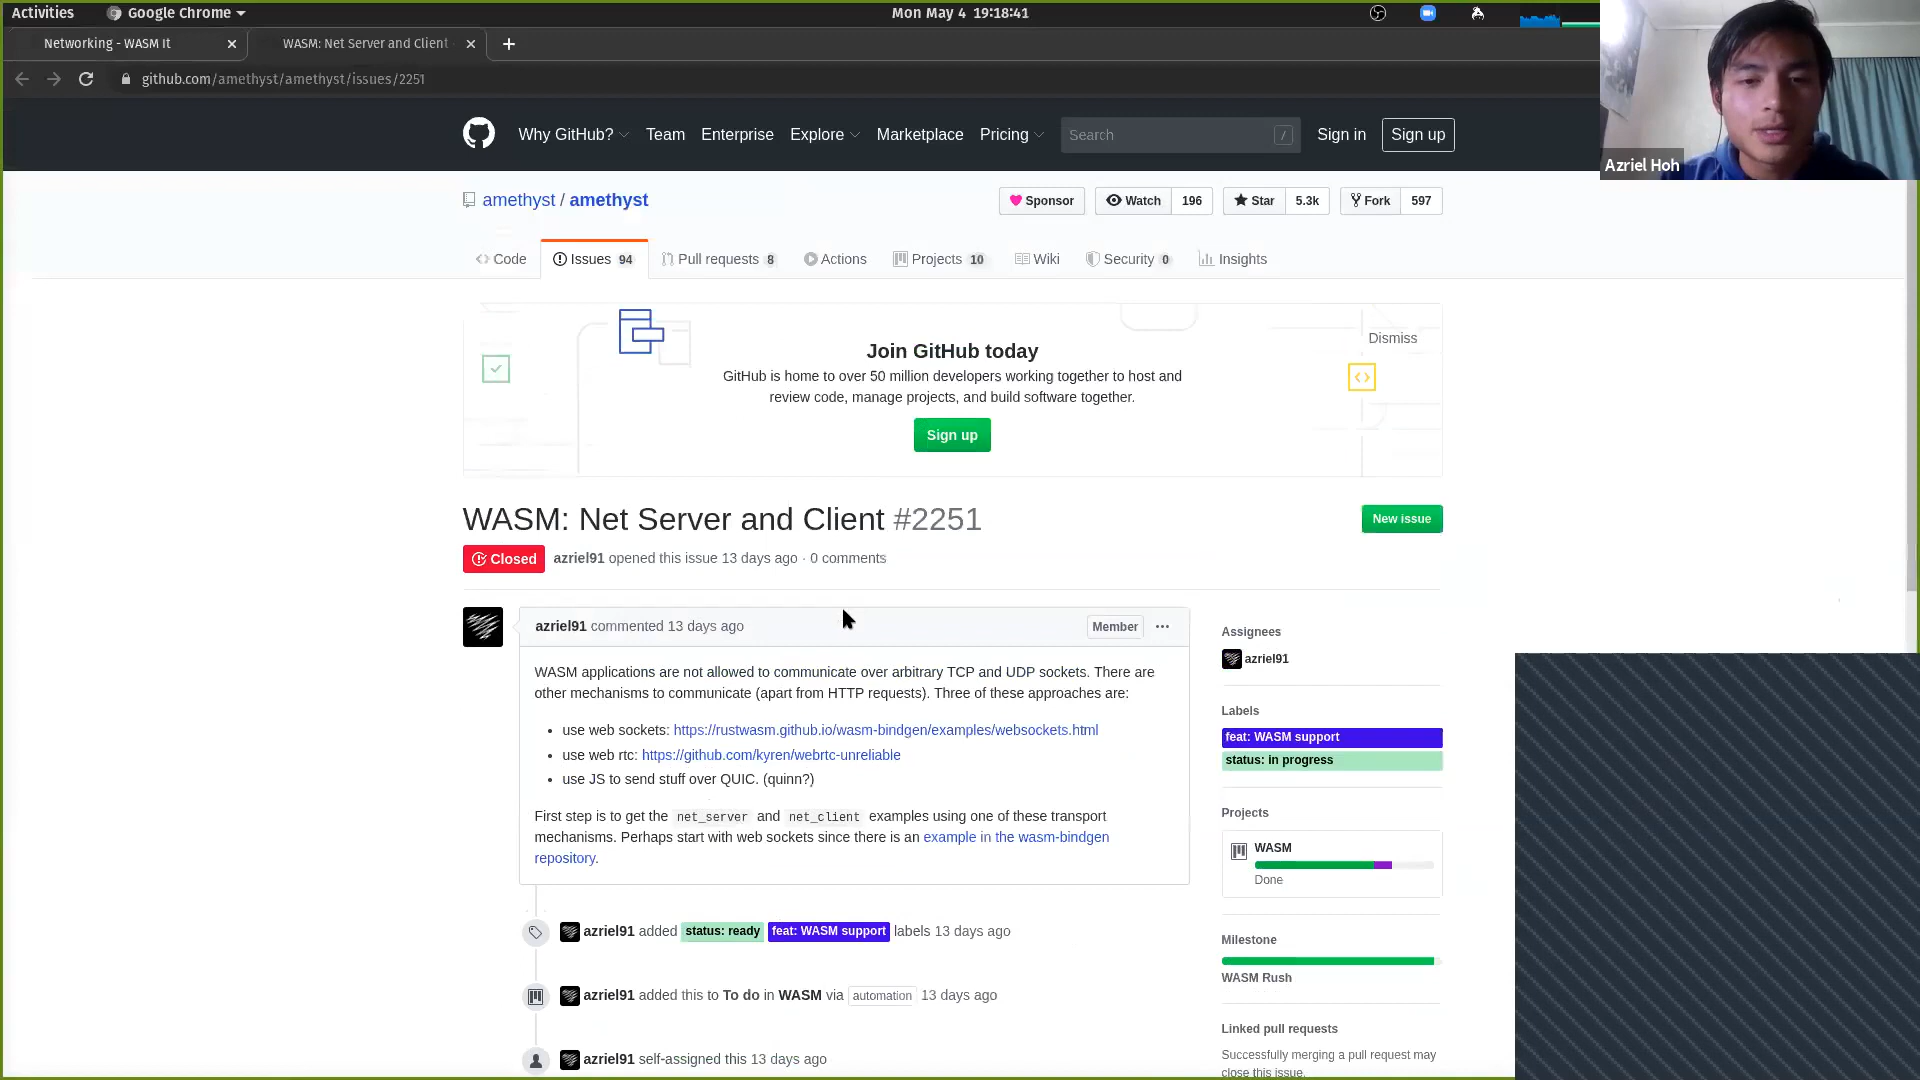 Activities
Google Chrome
Mon May 4 19:18:41
Networking - WASM It
WASM: Net Server and Client
github.com/amethyst/amethyst/issues/2251
Why GitHub?
Team
Enterprise
Explore
Marketplace
Pricing
Search
/
Sign in
Sign up
Azriel Hoh
amethyst / amethyst
Sponsor
Watch 196
Star 5.3k
Fork 597
Code
Issues 94
Pull requests 8
Actions
Projects 10
Wiki
Security 0
Insights
Join GitHub today
Dismiss
GitHub is home to over 50 million developers working together to host and
review code, manage projects, and build software together.
Sign up
WASM: Net Server and Client #2251
New issue
Closed azriel91 opened this issue 13 days ago · 0 comments
azriel91 commented 13 days ago
Member
WASM applications are not allowed to communicate over arbitrary TCP and UDP sockets. There are
other mechanisms to communicate (apart from HTTP requests). Three of these approaches are:
• use web sockets: https://rustwasm.github.io/wasm-bindgen/examples/websockets.html
• use web rtc: https://github.com/kyren/webrtc-unreliable
• use JS to send stuff over QUIC. (quinn?)
First step is to get the net_server and net_client examples using one of these transport
mechanisms. Perhaps start with web sockets since there is an example in the wasm-bindgen
repository.
azriel91 added status: ready feat: WASM support labels 13 days ago
azriel91 added this to To do in WASM via automation 13 days ago
azriel91 self-assigned this 13 days ago
Assignees
azriel91
Labels
feat: WASM support
status: in progress
Projects
WASM
Done
Milestone
WASM Rush
Linked pull requests
Successfully merging a pull request may
close this issue.